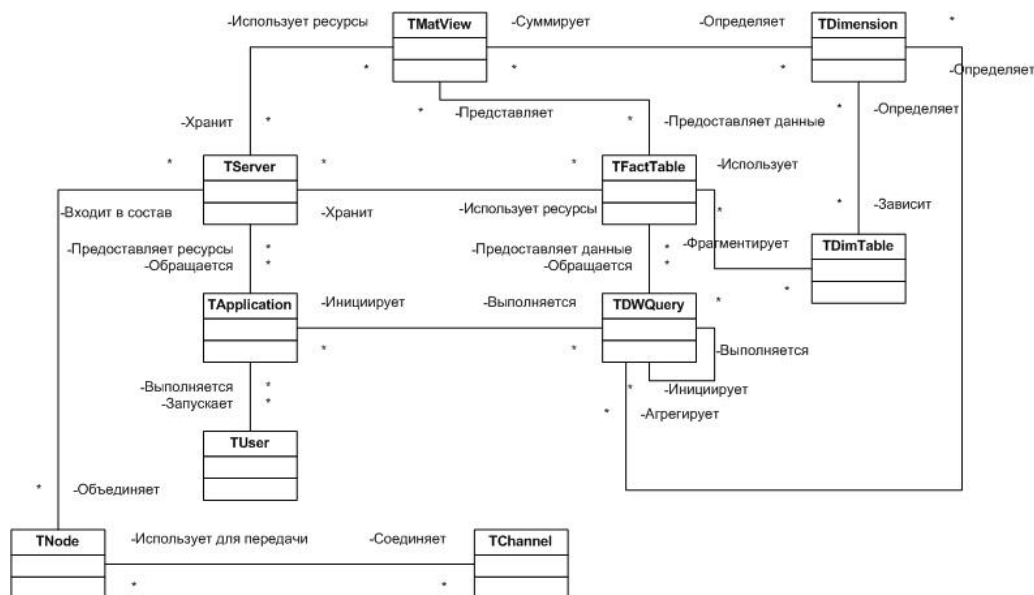 -Использует ресурсы
TMatView
-Суммирует
-Определяет
TDimension
*
*
*
*
-Определяет
*
-Представляет
*
-Предоставляет данные
*
-Определяет
-Хранит
*
*
TServer
*
*
TFactTable
-Использует
-Входит в состав
-Хранит
-Использует ресурсы
*
*
-Зависит
-Предоставляет ресурсы
*
-Предоставляет данные
*
-Фрагментирует
TDimTable
-Обращается
*
-Обращается
*
*
TApplication
-Инициирует
-Выполняется
TDWQuery
*
*
*
-Выполняется
-Выполняется
*
*
-Инициирует
-Запускает
*
*
-Агрегирует
TUser
*
-Объединяет
TNode
-Использует для передачи
-Соединяет
TChannel
*
*